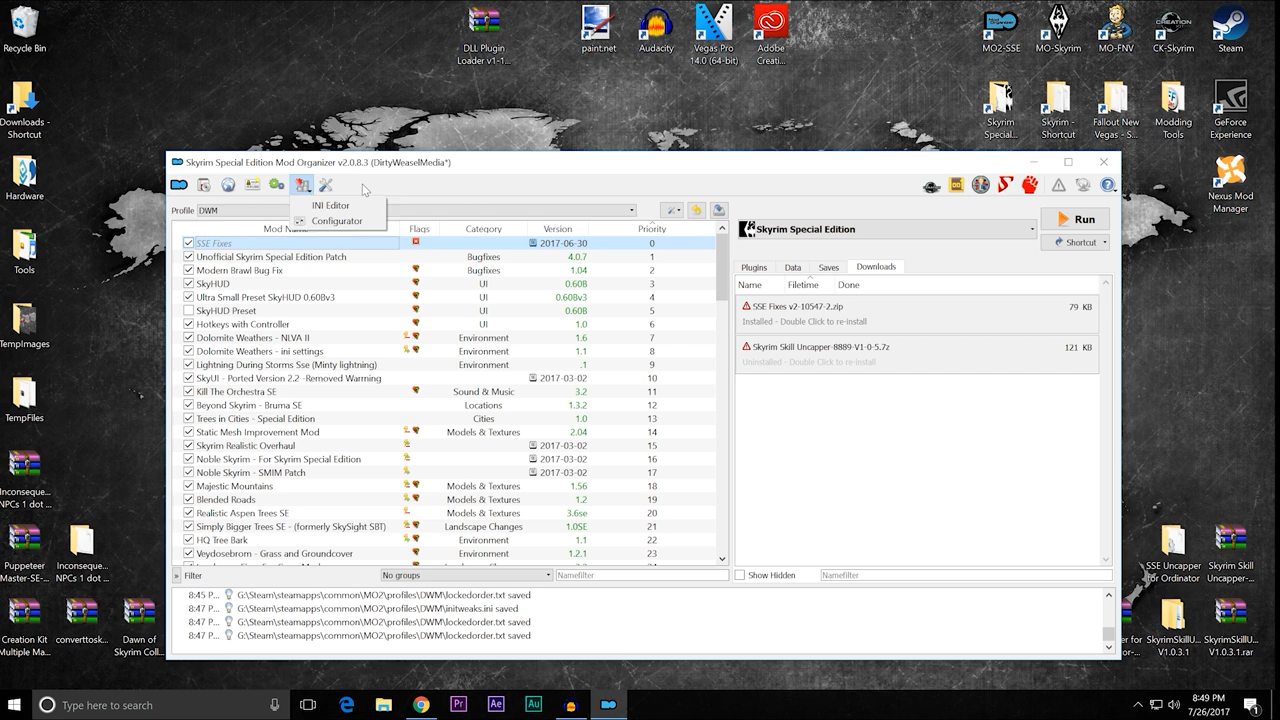 Recycle Bin
DLL Plugin
Loader v1-1...
paint.net
Audacity
Vegas Pro
14.0 (64-bit)
Adobe
Creati...
MO2-SSE
MO-Skyrim
MO-FNV
CK-Skyrim
Steam
Downloads -
Shortcut
Skyrim
Special...
Skyrim -
Shortcut
Fallout New
Vegas - S...
Modding
Tools
GeForce
Experience
Hardware
Nexus Mod
Manager
Tools
TempImages
TempFiles
Inconseque...
NPCs 1 dot ...
Puppeteer
Master-SE-...
Inconseque...
NPCs 1 dot ...
Creation Kit
Multiple Ma...
converttosk...
Dawn of
Skyrim Coll...
SSE Uncapper
for Ordinator
Skyrim Skill
Uncapper-...
SkyrimSkillU...
V1.0.3.1
SkyrimSkillU...
V1.0.3.1.rar
Skyrim Special Edition Mod Organizer v2.0.8.3 (DirtyWeaselMedia*)
INI Editor
Configurator
Profile DWM
Mod Name Flags Category Version Priority
SSE Fixes 2017-06-30 0
Unofficial Skyrim Special Edition Patch Bugfixes 4.0.7 1
Modern Brawl Bug Fix Bugfixes 1.04 2
SkyHUD UI 0.60B 3
Ultra Small Preset SkyHUD 0.60Bv3 UI 0.60Bv3 4
SkyHUD Preset UI 0.60B 5
Hotkeys with Controller UI 1.0 6
Dolomite Weathers - NLVA II Environment 1.6 7
Dolomite Weathers - ini settings Environment 1.1 8
Lightning During Storms Sse (Minty lightning) Environment .1 9
SkyUI - Ported Version 2.2 -Removed Warrning 2017-03-02 10
Kill The Orchestra SE Sound & Music 3.2 11
Beyond Skyrim - Bruma SE Locations 1.3.2 12
Trees in Cities - Special Edition Cities 1.0 13
Static Mesh Improvement Mod Models & Textures 2.04 14
Skyrim Realistic Overhaul 2017-03-02 15
Noble Skyrim - For Skyrim Special Edition 2017-03-02 16
Noble Skyrim - SMIM Patch 2017-03-02 17
Majestic Mountains Models & Textures 1.56 18
Blended Roads Models & Textures 1.2 19
Realistic Aspen Trees SE Models & Textures 3.6se 20
Simply Bigger Trees SE - (formerly SkySight SBT) Landscape Changes 1.0SE 21
HQ Tree Bark Environment 1.1 22
Veydosebrom - Grass and Groundcover Environment 1.2.1 23
» Filter No groups Namefilter
Skyrim Special Edition
Run
Shortcut
Plugins Data Saves Downloads
Name Filetime Done
SSE Fixes v2-10547-2.zip 79 KB
Installed - Double Click to re-install
Skyrim Skill Uncapper-8889-V1-0-5.7z 121 KB
Uninstalled - Double Click to re-install
Show Hidden Namefilter
8:45 P... G:\Steam\steamapps\common\MO2\profiles\DWM\lockedorder.txt saved
8:47 P... G:\Steam\steamapps\common\MO2\profiles\DWM\initweaks.ini saved
8:47 P... G:\Steam\steamapps\common\MO2\profiles\DWM\lockedorder.txt saved
8:47 P... G:\Steam\steamapps\common\MO2\profiles\DWM\lockedorder.txt saved
Type here to search
Pr
Ae
Au
8:49 PM
7/26/2017